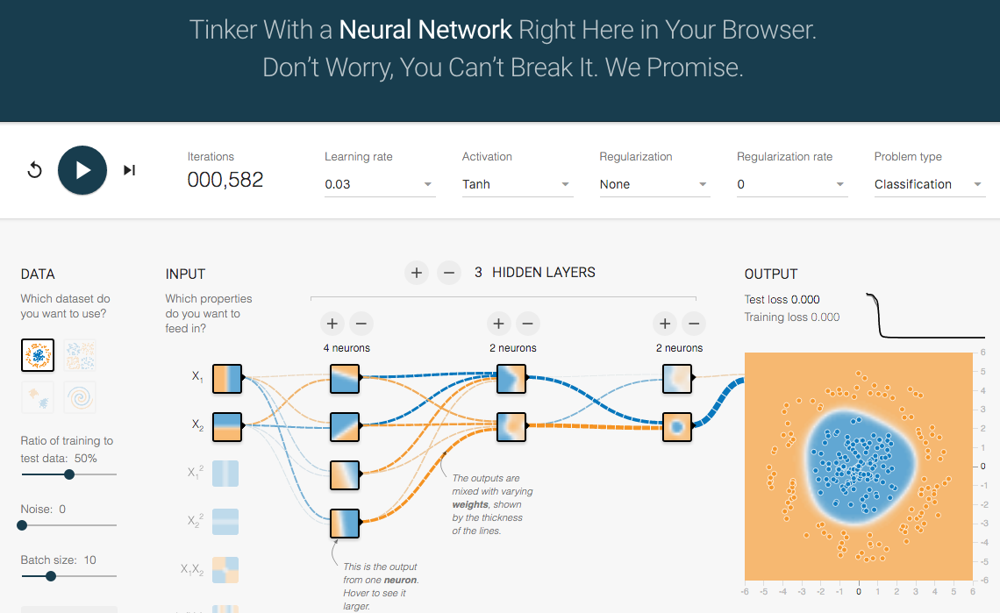 Tinker With a Neural Network Right Here in Your Browser.
Don't Worry, You Can't Break It. We Promise.
Iterations
000,582
Learning rate
0.03
Activation
Tanh
Regularization
None
Regularization rate
0
Problem type
Classification
DATA
Which dataset do
you want to use?
Ratio of training to
test data: 50%
Noise: 0
Batch size: 10
INPUT
Which properties
do you want to
feed in?
X₁
X₂
X₁²
X₂²
X₁X₂
+ − 3 HIDDEN LAYERS
+ −
4 neurons
+ −
2 neurons
+ −
2 neurons
The outputs are
mixed with varying
weights, shown
by the thickness
of the lines.
This is the output
from one neuron.
Hover to see it
larger.
OUTPUT
Test loss 0.000
Training loss 0.000
6
5
4
3
2
1
0
-1
-2
-3
-4
-5
-6
-6 -5 -4 -3 -2 -1 0 1 2 3 4 5 6